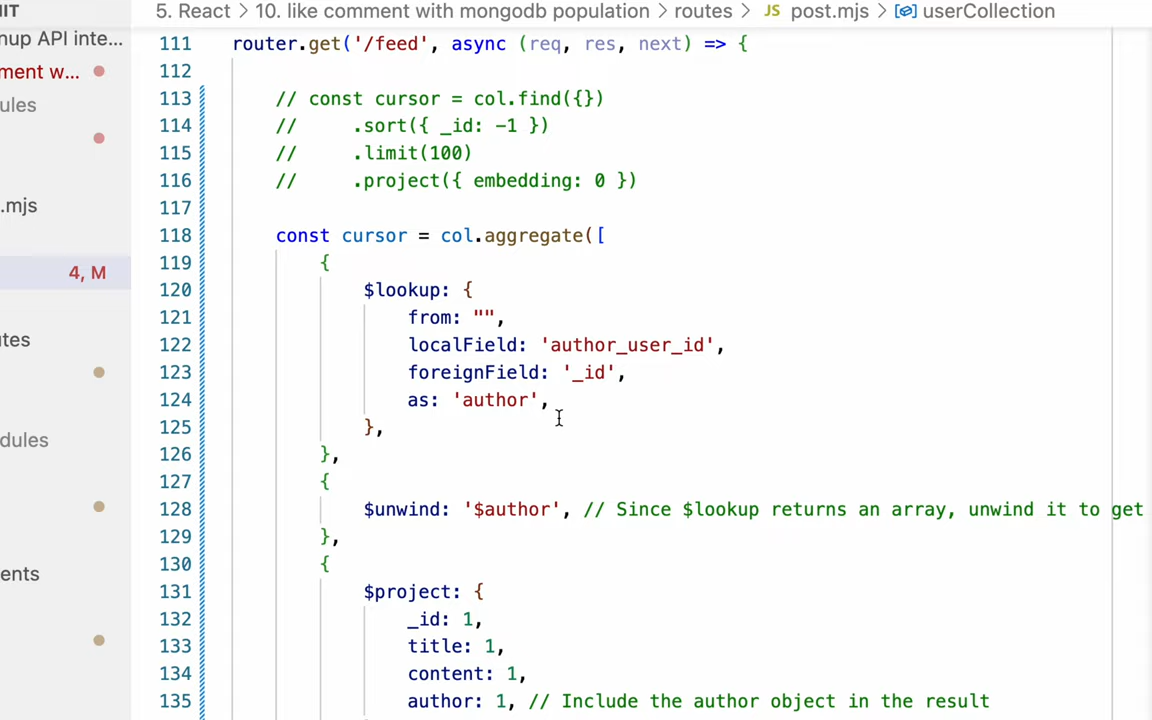 IT
5. React > 10. like comment with mongodb population > routes > JS post.mjs > userCollection
nup API inte...
ment w...
ules
.mjs
4, M
tes
dules
ents
111 router.get('/feed', async (req, res, next) => {
112
113 // const cursor = col.find({})
114 //     .sort({ _id: -1 })
115 //     .limit(100)
116 //     .project({ embedding: 0 })
117
118 const cursor = col.aggregate([
119 {
120 $lookup: {
121 from: "",
122 localField: 'author_user_id',
123 foreignField: '_id',
124 as: 'author',
125 },
126 },
127 {
128 $unwind: '$author', // Since $lookup returns an array, unwind it to get
129 },
130 {
131 $project: {
132 _id: 1,
133 title: 1,
134 content: 1,
135 author: 1, // Include the author object in the result